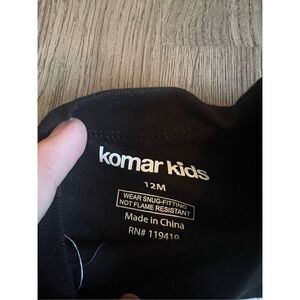 komar kids
12M
WEAR SNUG-FITTING
NOT FLAME RESISTANT
Made in China
RN# 119419